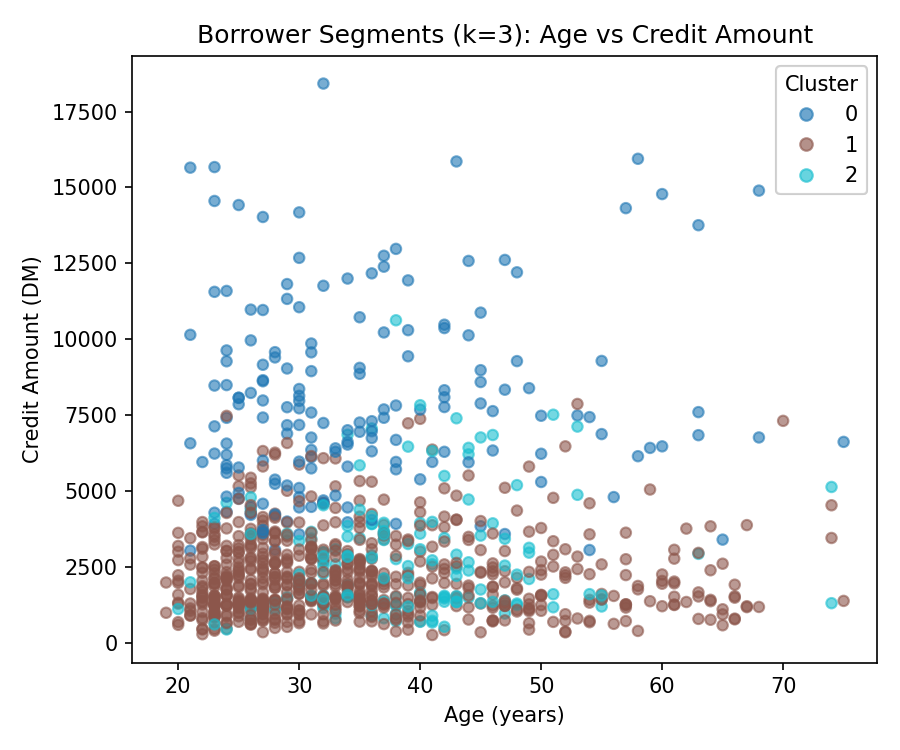 Borrower Segments (k=3): Age vs Credit Amount
Cluster
0
1
2
17500
15000
12500
10000
7500
5000
2500
0
Credit Amount (DM)
20 30 40 50 60 70
Age (years)